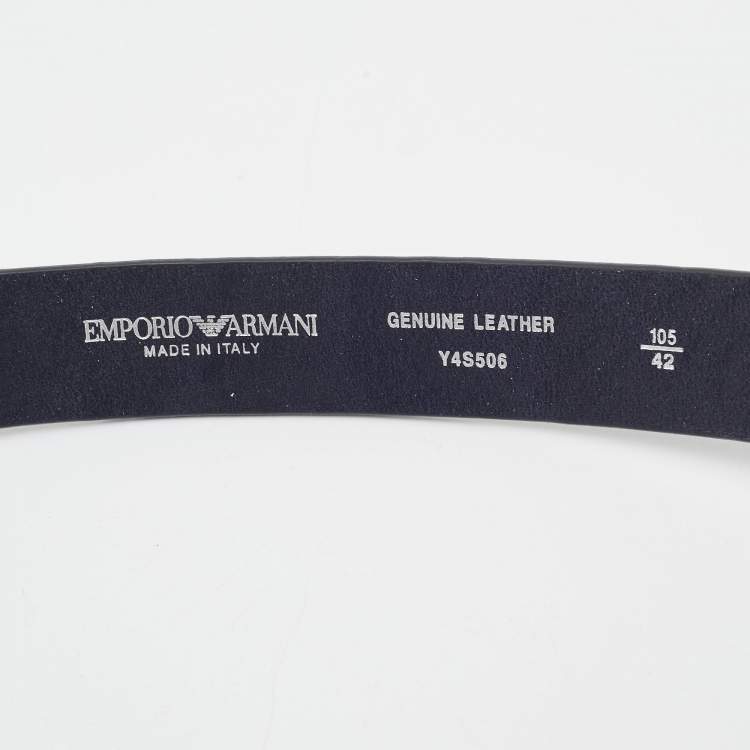 EMPORIO ARMANI
MADE IN ITALY
GENUINE LEATHER
Y4S506
105
42